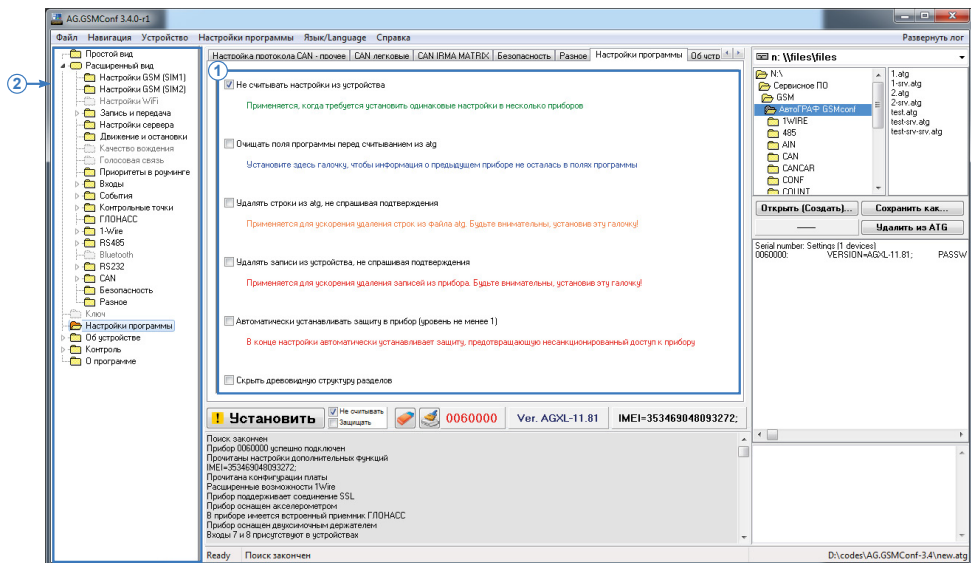 AG.GSMConf 3.4.0-r1
Файл Навигация Устройство Настройки программы Язык/Language Справка Развернуть лог
Простой вид
Расширенный вид
Настройки GSM (SIM1)
Настройки GSM (SIM2)
Настройки WiFi
Запись и передача
Настройки сервера
Движение и остановки
Качество вождения
Голосовая связь
Приоритеты в роуминге
Входы
События
Контрольные точки
ГЛОНАСС
1-Wire
RS485
Bluetooth
RS232
CAN
Безопасность
Разное
Ключ
Настройки программы
Об устройстве
Контроль
О программе
2
Настройка протокола CAN - прочее CAN легковые CAN IRMA MATRIX Безопасность Разное Настройки программы Об устр
1
Не считывать настройки из устройства
Применяется, когда требуется установить одинаковые настройки в несколько приборов
Очищать поля программы перед считыванием из atg
Установите здесь галочку, чтобы информация о предыдущем приборе не осталась в полях программы
Удалять строки из atg, не спрашивая подтверждения
Применяется для ускорения удаления строк из файла atg. Будьте внимательны, установив эту галочку!
Удалять записи из устройства, не спрашивая подтверждения
Применяется для ускорения удаления записей из прибора. Будьте внимательны, установив эту галочку!
Автоматически устанавливать защиту в прибор (уровень не менее 1)
В конце настройки автоматически устанавливает защиту, предотвращающую несанкционированный доступ к прибору
Скрыть древовидную структуру разделов
Установить
Не считывать
Защищать
0060000
Ver. AGXL-11.81
IMEI=353469048093272;
Поиск закончен
Прибор 0060000 успешно подключен
Прочитаны настройки дополнительных функций
IMEI=353469048093272;
Прочитана конфигурации платы
Расширенные возможности 1Wire
Прибор поддерживает соединение SSL
Прибор оснащен акселерометром
В приборе имеется встроенный приемник ГЛОНАСС
Прибор оснащен двухсимочным держателем
Входы 7 и 8 присутствуют в устройствах
n: \\files\files
N:\
Сервисное ПО
GSM
АвтоГРАФ GSMconf
1WIRE
485
AIN
CAN
CANCAR
CONF
COUNT
1.atg
1-srv.atg
2.atg
2-srv.atg
test.atg
test-srv.atg
test-srv-srv.atg
Открыть (Создать)... Сохранить как...
Удалить из ATG
Serial number: Settings (1 devices)
0060000: VERSION=AGXL-11.81; PASSW
Ready Поиск закончен D:\codes\AG.GSMConf-3.4\new.atg